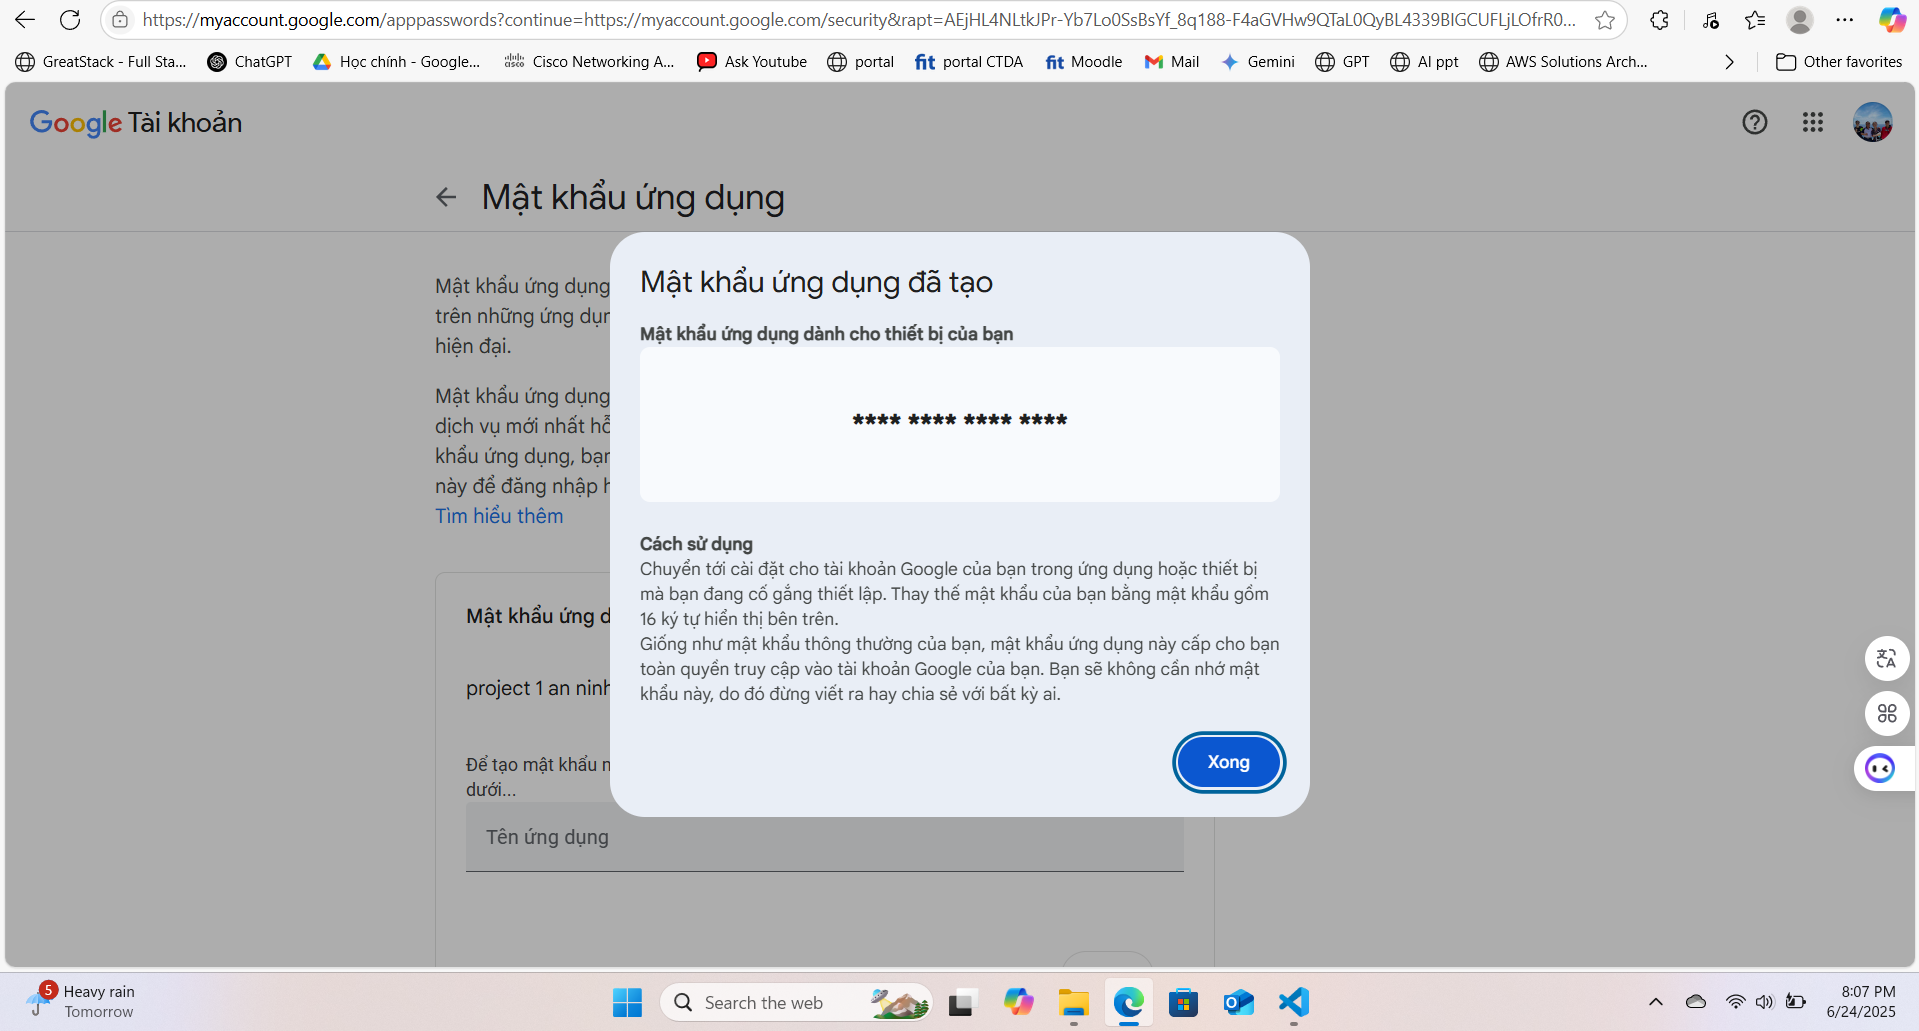 https://myaccount.google.com/apppasswords?continue=https://myaccount.google.com/security&rapt=AEjHL4NLtkJPr-Yb7Lo0SsBsYf_8q188-F4aGVHw9QTaL0QyBL4339BIGCUFLjLOfrR0...
GreatStack - Full Sta... ChatGPT Học chính - Google... Cisco Networking A... Ask Youtube portal fit portal CTDA fit Moodle Mail Gemini GPT AI ppt AWS Solutions Arch... Other favorites
Google Tài khoản
Mật khẩu ứng dụng
Mật khẩu ứng dụng
trên những ứng dụn
hiện đại.
Mật khẩu ứng dụng
dịch vụ mới nhất hỗ
khẩu ứng dụng, bạn
này để đăng nhập h
Tìm hiểu thêm
Mật khẩu ứng d
project 1 an ninh
Để tạo mật khẩu n
dưới...
Tên ứng dụng
Mật khẩu ứng dụng đã tạo
Mật khẩu ứng dụng dành cho thiết bị của bạn
**** **** **** ****
Cách sử dụng
Chuyển tới cài đặt cho tài khoản Google của bạn trong ứng dụng hoặc thiết bị
mà bạn đang cố gắng thiết lập. Thay thế mật khẩu của bạn bằng mật khẩu gồm
16 ký tự hiển thị bên trên.
Giống như mật khẩu thông thường của bạn, mật khẩu ứng dụng này cấp cho bạn
toàn quyền truy cập vào tài khoản Google của bạn. Bạn sẽ không cần nhớ mật
khẩu này, do đó đừng viết ra hay chia sẻ với bất kỳ ai.
Xong
5 Heavy rain
Tomorrow
Search the web
8:07 PM
6/24/2025